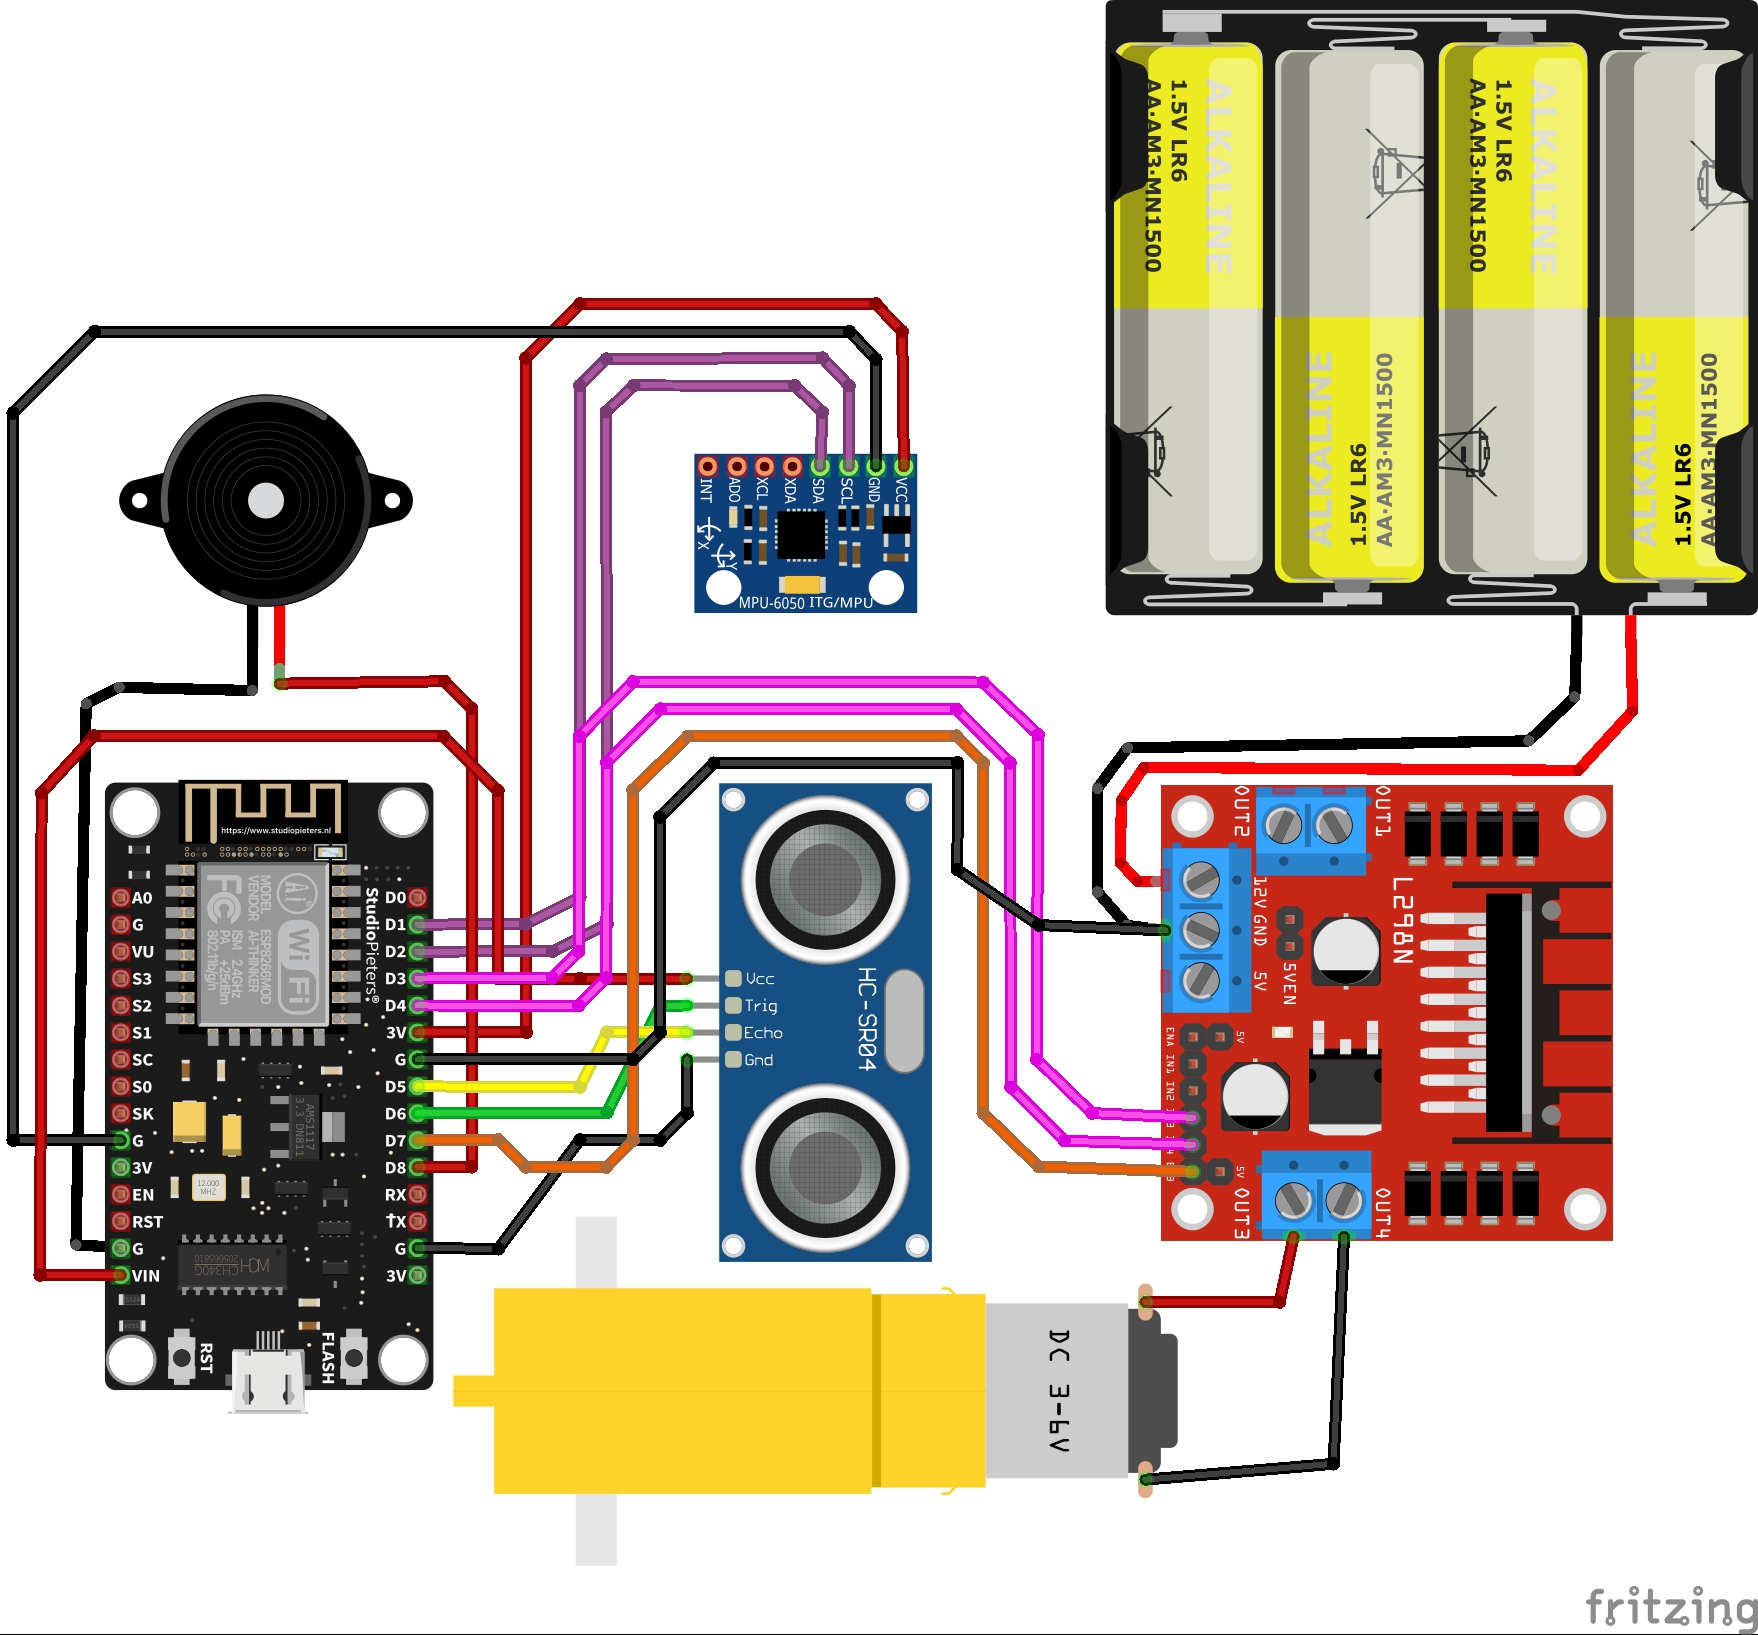 ALKALINE
1.5V LR6
AA·AM3·MN1500
ALKALINE
1.5V LR6
AA·AM3·MN1500
ALKALINE
1.5V LR6
AA·AM3·MN1500
ALKALINE
1.5V LR6
AA·AM3·MN1500
INT
ADO
XCL
XDA
SDA
SCL
GND
VCC
X
Y
MPU-6050 ITG/MPU
https://www.studiopieters.nl
StudioPieters®
Ai
FC
WiFi
MODEL ESP8266MOD
VENDOR AI-THINKER
ISM 2.4GHz
PA +25dBm
802.11b/g/n
A0
G
VU
S3
S2
S1
SC
S0
SK
G
3V
EN
RST
G
VIN
D0
D1
D2
D3
D4
3V
G
D5
D6
D7
D8
RX
TX
G
3V
AMS1117
3.3 DN811
12.000
MHZ
WCH
CH340G
RST
FLASH
Vcc
Trig
Echo
Gnd
HC-SR04
OUT2
OUT1
12V GND
5V
5VEN
L298N
ENA
IN1
IN2
5V
5V
OUT3
OUT4
DC 3-6V
fritzing